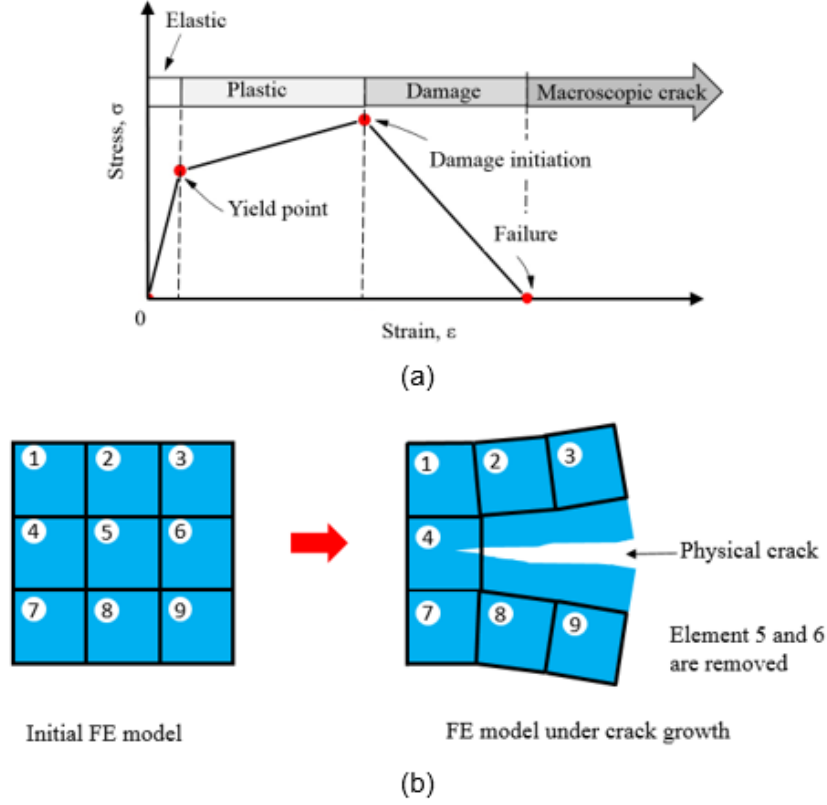 Elastic
Plastic
Damage
Macroscopic crack
Stress, σ
Damage initiation
Yield point
Failure
0
Strain, ε
(a)
1 2 3
4 5 6
7 8 9
1 2 3
4
7 8 9
Physical crack
Element 5 and 6
are removed
Initial FE model
FE model under crack growth
(b)